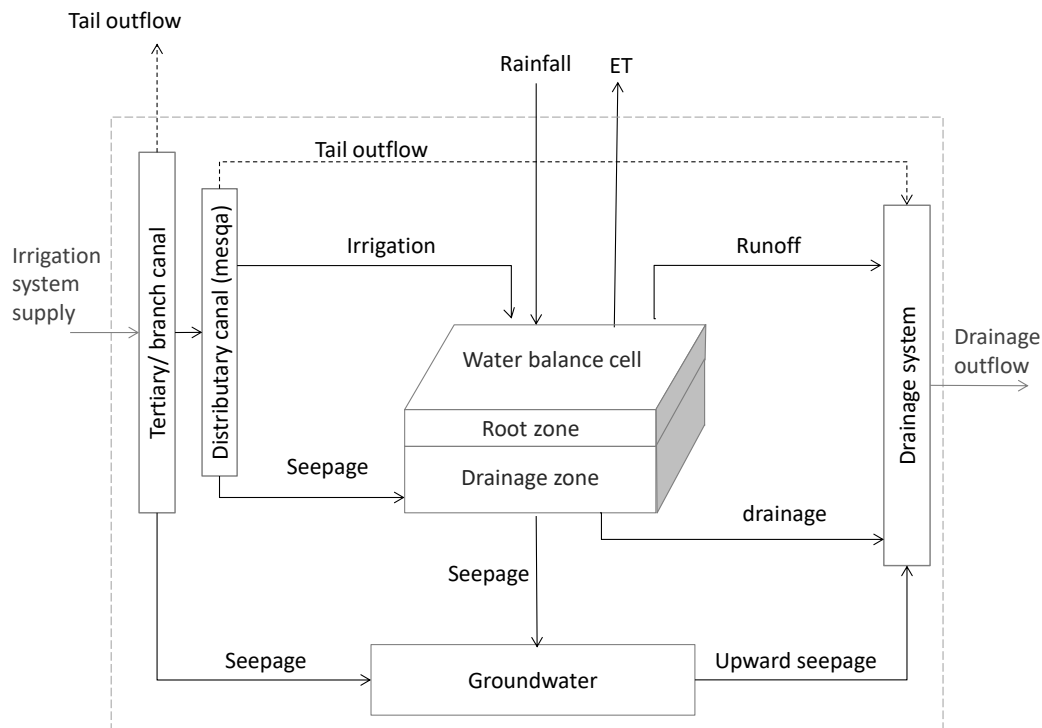 Tail outflow
Rainfall
ET
Tail outflow
Irrigation
system
supply
Tertiary/ branch canal
Distributary canal (mesqa)
Irrigation
Runoff
Water balance cell
Root zone
Drainage zone
Seepage
drainage
Drainage system
Drainage
outflow
Seepage
Seepage
Groundwater
Upward seepage